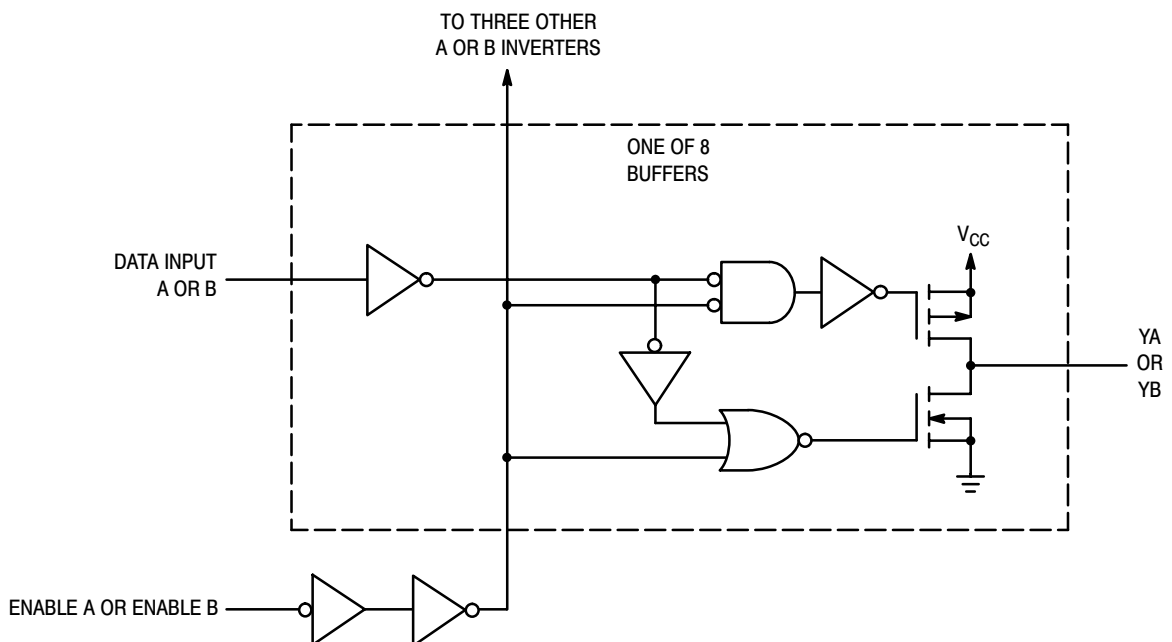 TO THREE OTHER
A OR B INVERTERS
ONE OF 8
BUFFERS
DATA INPUT
A OR B
VCC
YA
OR
YB
ENABLE A OR ENABLE B